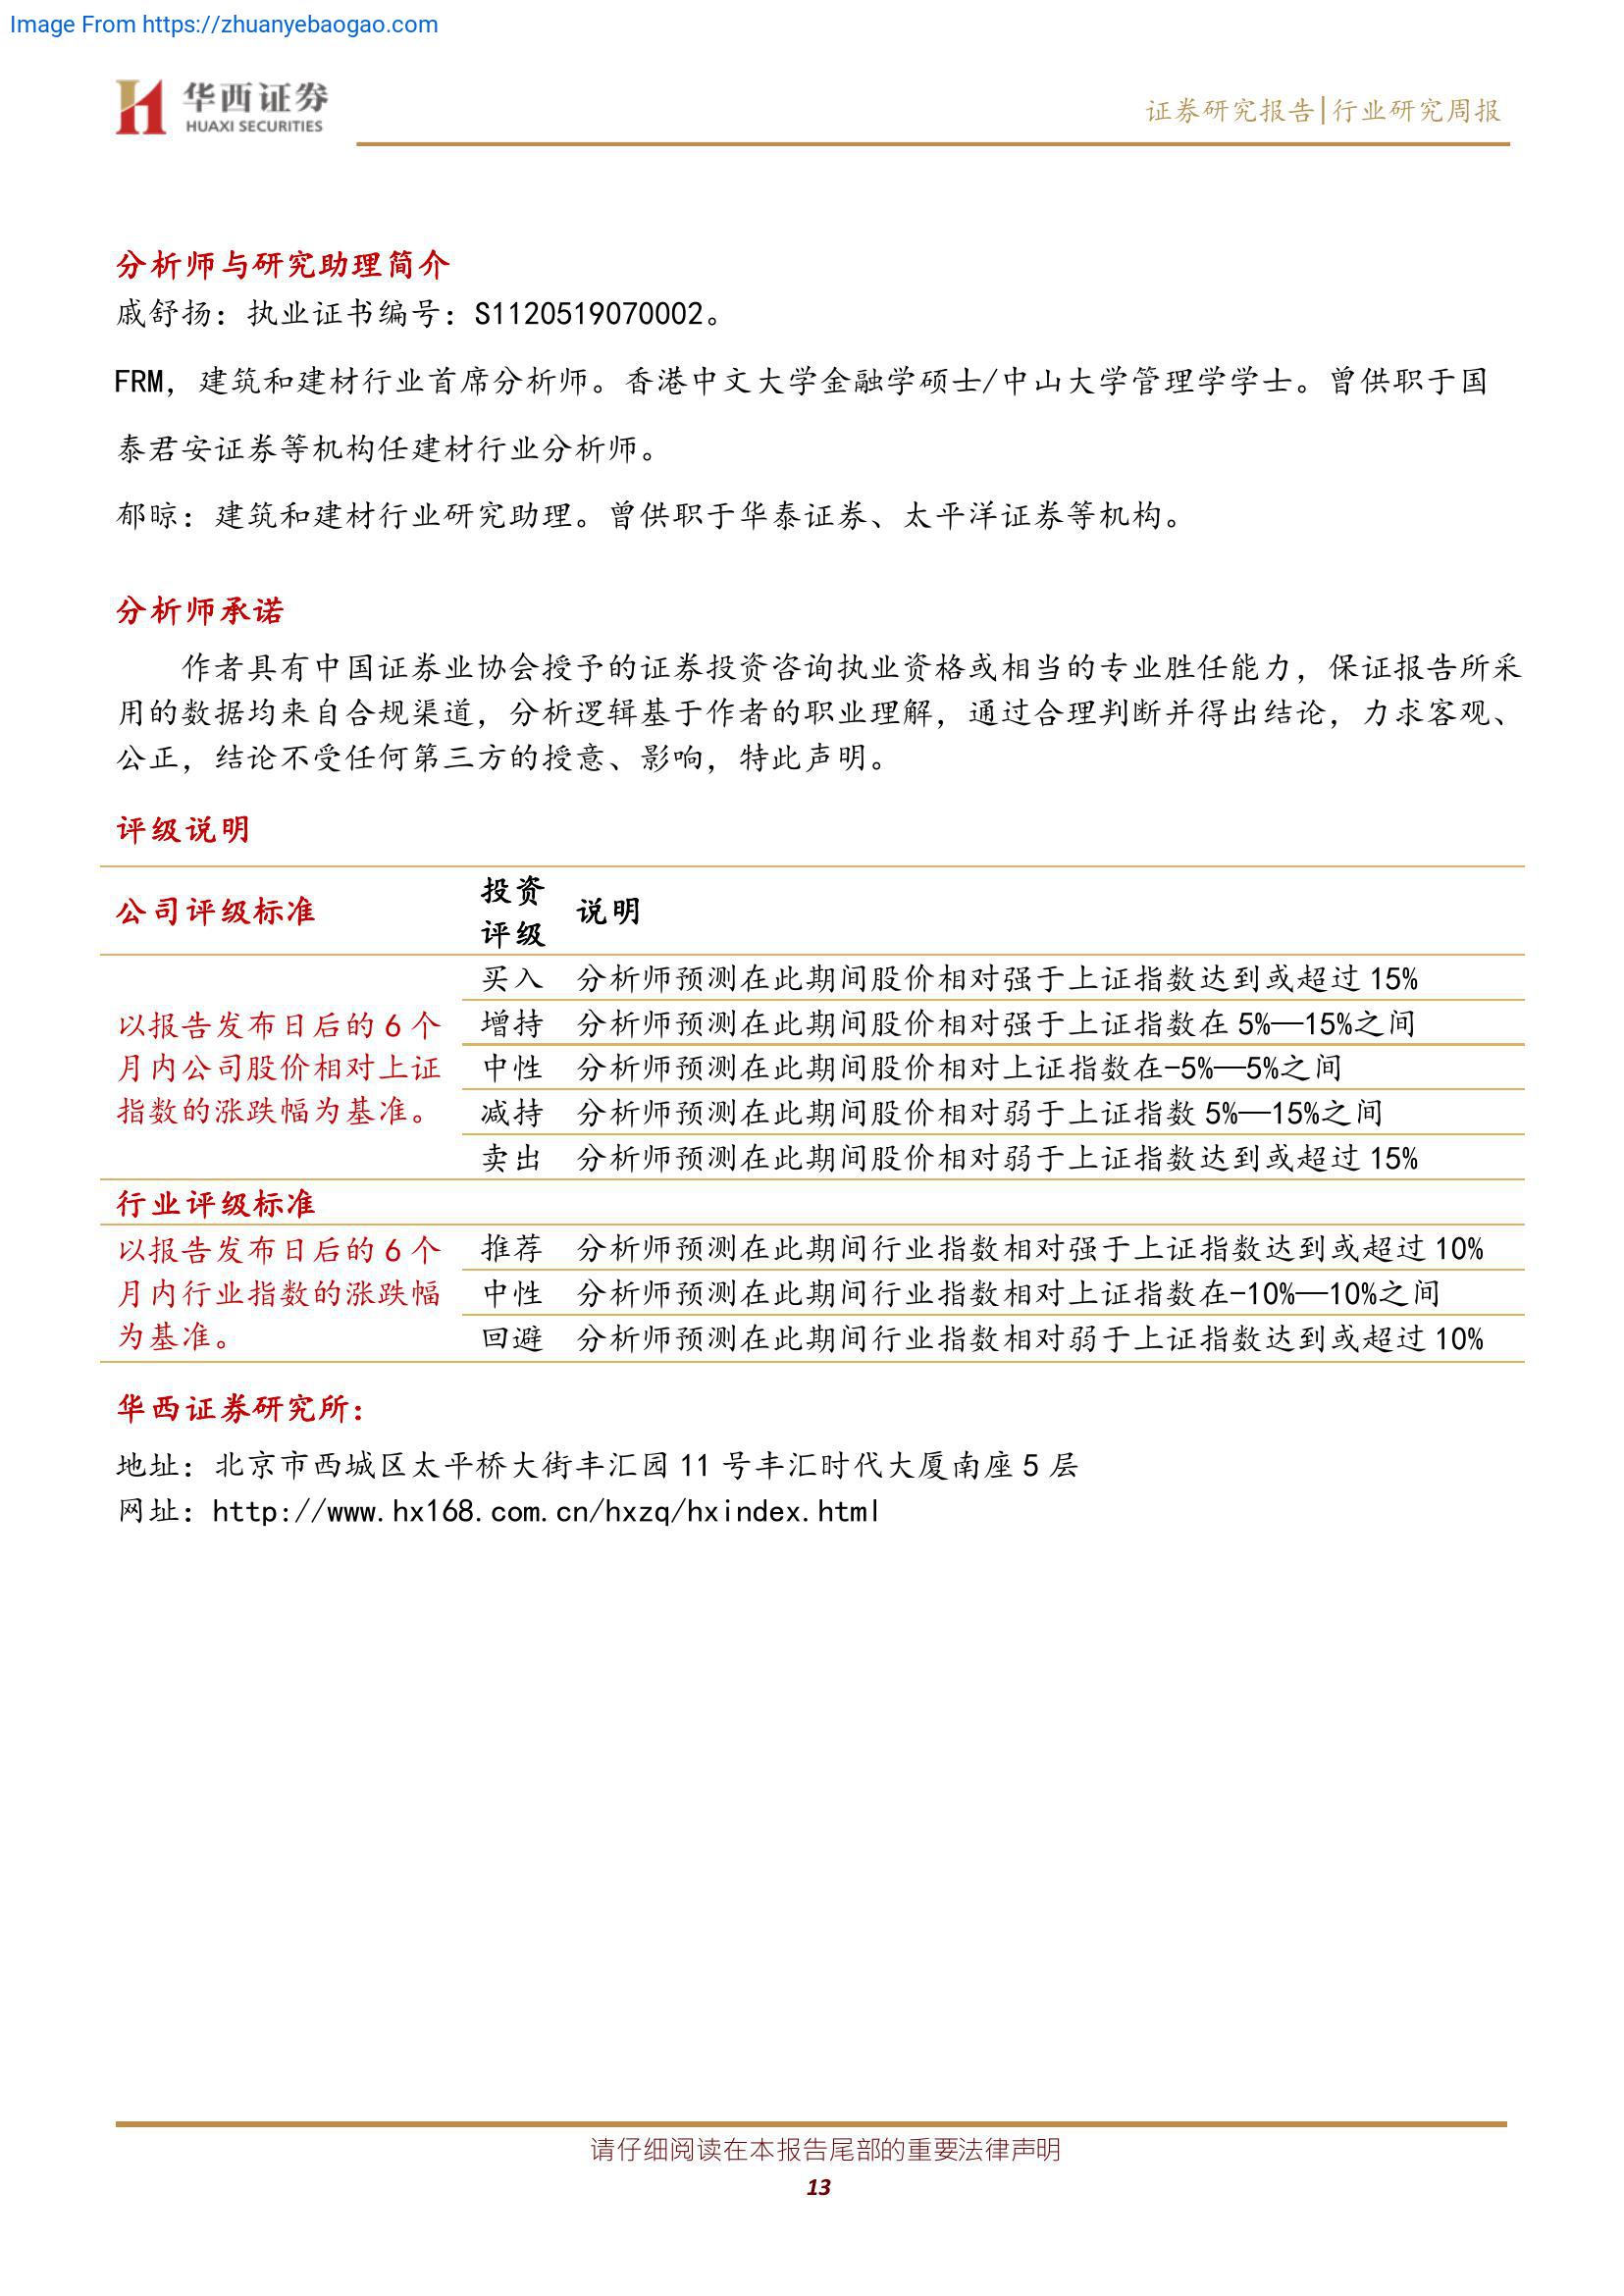 Image From https://zhuanyebaogao.com
华西证券
HUAXI SECURITIES
证券研究报告|行业研究周报
分析师与研究助理简介
戚舒扬：执业证书编号：S1120519070002。
FRM，建筑和建材行业首席分析师。香港中文大学金融学硕士/中山大学管理学学士。曾供职于国
泰君安证券等机构任建材行业分析师。
郁晾：建筑和建材行业研究助理。曾供职于华泰证券、太平洋证券等机构。
分析师承诺
作者具有中国证券业协会授予的证券投资咨询执业资格或相当的专业胜任能力，保证报告所采
用的数据均来自合规渠道，分析逻辑基于作者的职业理解，通过合理判断并得出结论，力求客观、
公正，结论不受任何第三方的授意、影响，特此声明。
评级说明
公司评级标准
投资
评级
说明
以报告发布日后的 6 个
月内公司股价相对上证
指数的涨跌幅为基准。
买入 分析师预测在此期间股价相对强于上证指数达到或超过 15%
增持 分析师预测在此期间股价相对强于上证指数在 5%—15%之间
中性 分析师预测在此期间股价相对上证指数在-5%—5%之间
减持 分析师预测在此期间股价相对弱于上证指数 5%—15%之间
卖出 分析师预测在此期间股价相对弱于上证指数达到或超过 15%
行业评级标准
以报告发布日后的 6 个
月内行业指数的涨跌幅
为基准。
推荐 分析师预测在此期间行业指数相对强于上证指数达到或超过 10%
中性 分析师预测在此期间行业指数相对上证指数在-10%—10%之间
回避 分析师预测在此期间行业指数相对弱于上证指数达到或超过 10%
华西证券研究所：
地址：北京市西城区太平桥大街丰汇园 11 号丰汇时代大厦南座 5 层
网址：http://www.hx168.com.cn/hxzq/hxindex.html
请仔细阅读在本报告尾部的重要法律声明
13